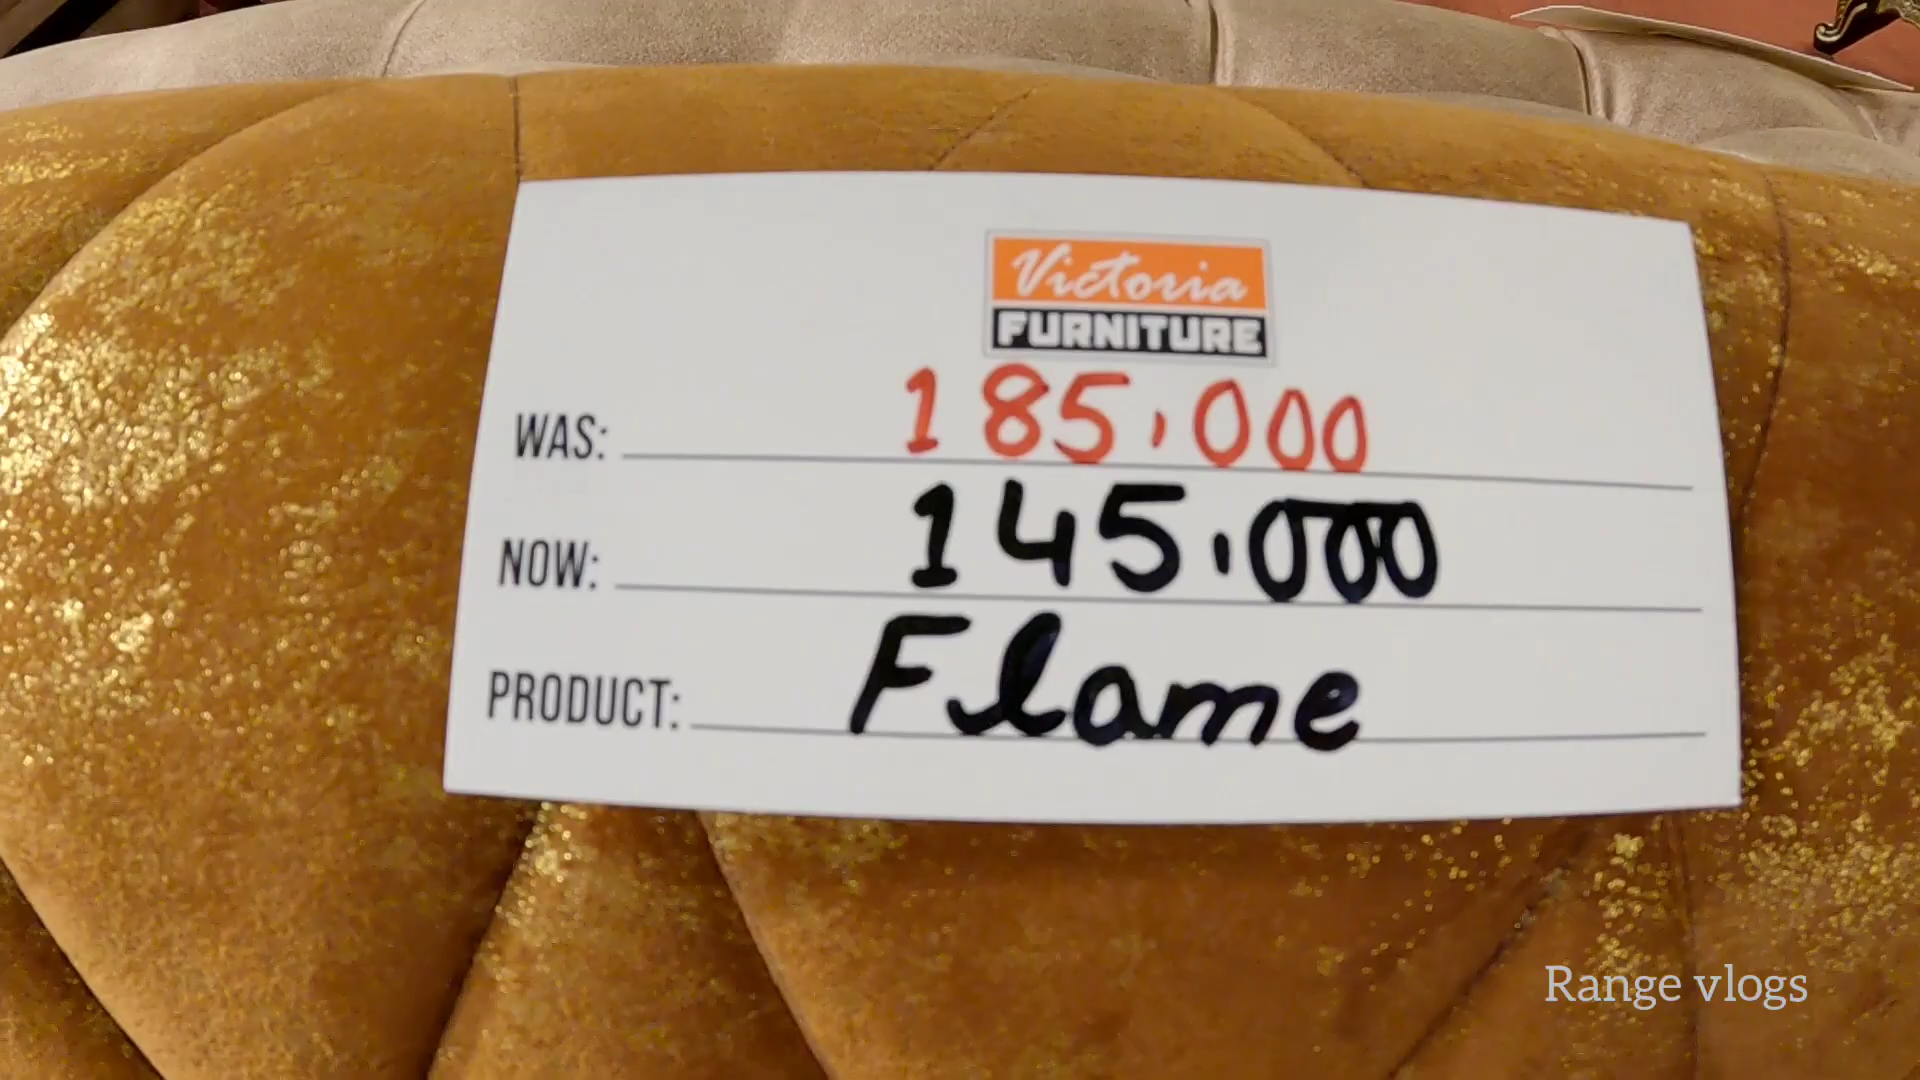 Victoria
FURNITURE
WAS: 185,000
NOW: 145,000
PRODUCT: Flame
Range vlogs